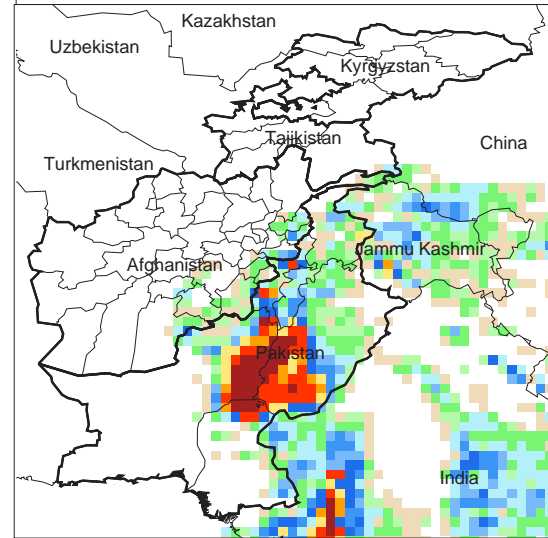 Kazakhstan
Uzbekistan
Kyrgyzstan
Tajikistan
China
Turkmenistan
Jammu Kashmir
Afghanistan
Pakistan
India